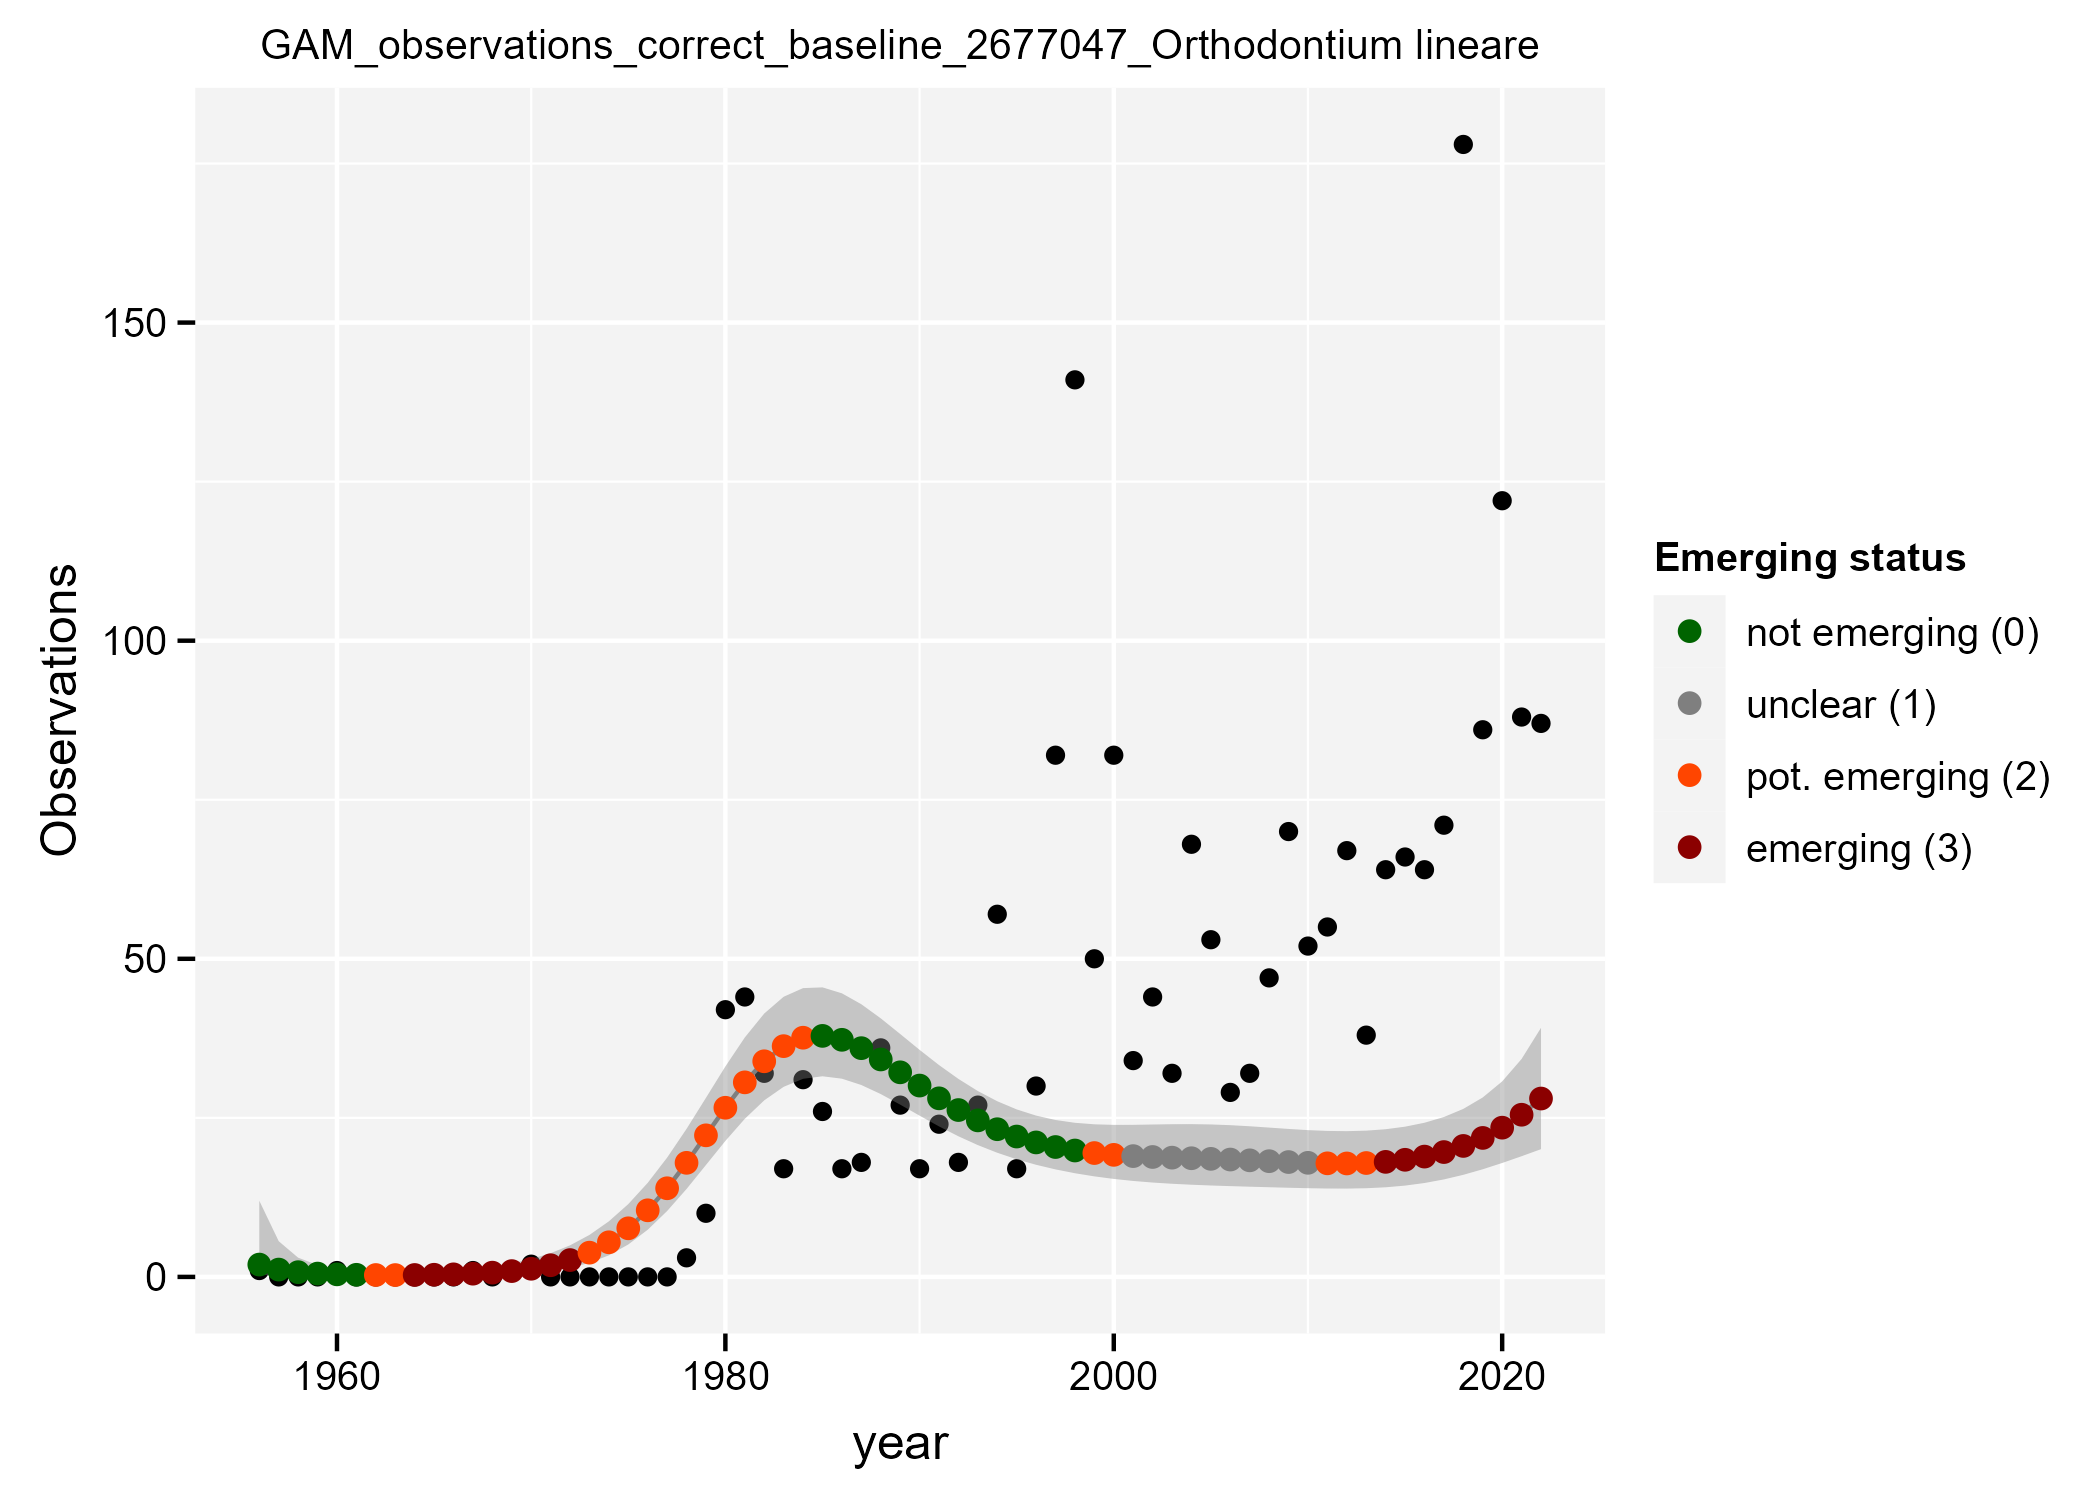 GAM_observations_correct_baseline_2677047_Orthodontium lineare
Observations
150
100
50
0
1960
1980
2000
2020
year
Emerging status
not emerging (0)
unclear (1)
pot. emerging (2)
emerging (3)